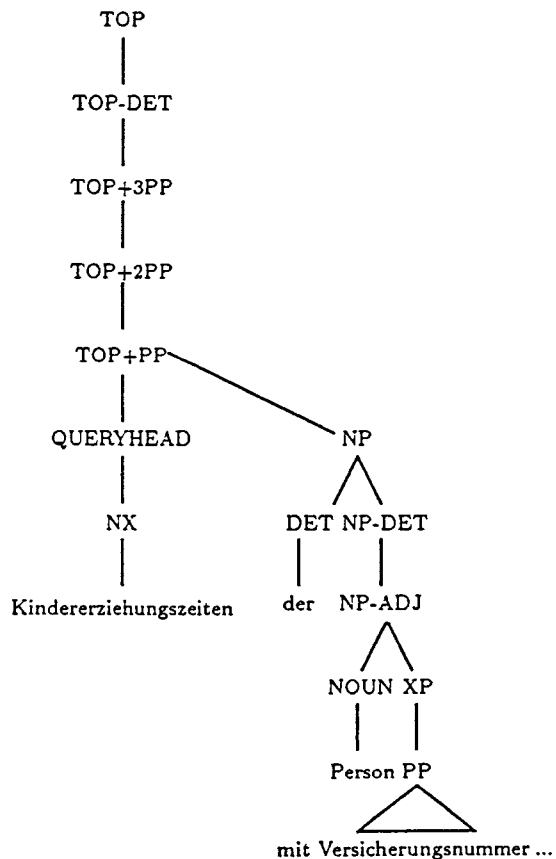 TOP
TOP-DET
TOP+3PP
TOP+2PP
TOP+PP
QUERYHEAD NP
NX DET NP-DET
Kindererziehungszeiten der NP-ADJ
NOUN XP
Person PP
mit Versicherungsnummer ...